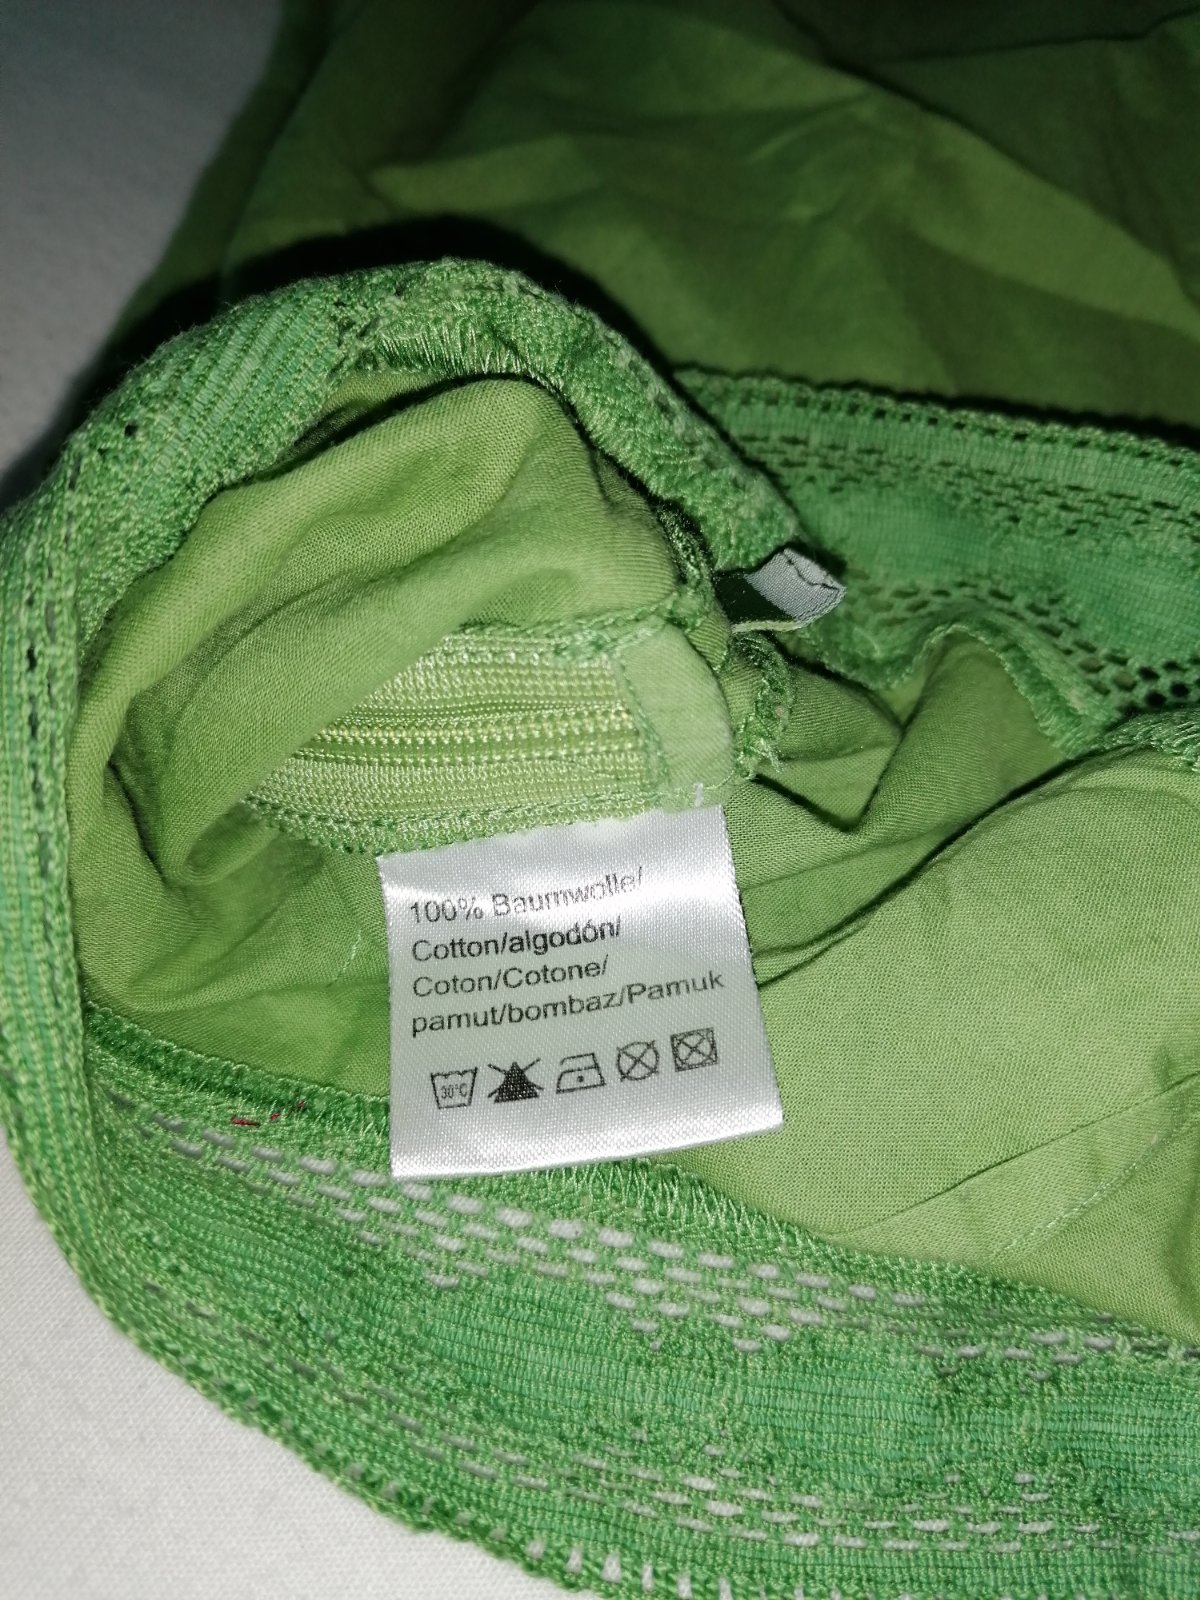 100% Baumwolle/
Cotton/algodón/
Coton/Cotone/
pamut/bombaz/Pamuk
30°C